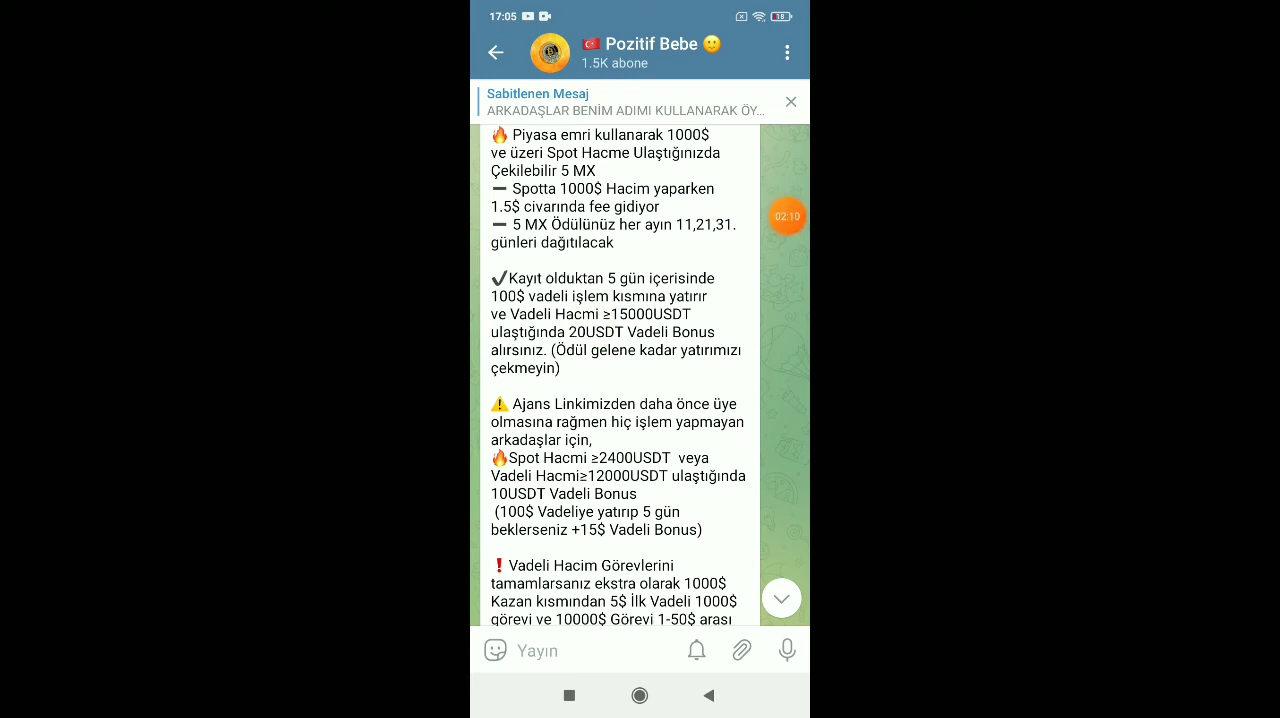 17:05
18
🇹🇷 Pozitif Bebe 🙂
1.5K abone
Sabitlenen Mesaj
ARKADAŞLAR BENİM ADIMI KULLANARAK ÖY...
🔥 Piyasa emri kullanarak 1000$
ve üzeri Spot Hacme Ulaştığınızda
Çekilebilir 5 MX
➖ Spotta 1000$ Hacim yaparken
1.5$ civarında fee gidiyor
➖ 5 MX Ödülünüz her ayın 11,21,31.
günleri dağıtılacak
02:10
✔️Kayıt olduktan 5 gün içerisinde
100$ vadeli işlem kısmına yatırır
ve Vadeli Hacmi ≥15000USDT
ulaştığında 20USDT Vadeli Bonus
alırsınız. (Ödül gelene kadar yatırımızı
çekmeyin)
⚠️ Ajans Linkimizden daha önce üye
olmasına rağmen hiç işlem yapmayan
arkadaşlar için,
🔥Spot Hacmi ≥2400USDT veya
Vadeli Hacmi≥12000USDT ulaştığında
10USDT Vadeli Bonus
(100$ Vadeliye yatırıp 5 gün
beklerseniz +15$ Vadeli Bonus)
❗ Vadeli Hacim Görevlerini
tamamlarsanız ekstra olarak 1000$
Kazan kısmından 5$ İlk Vadeli 1000$
görevi ve 10000$ Görevi 1-50$ arası
Yayın